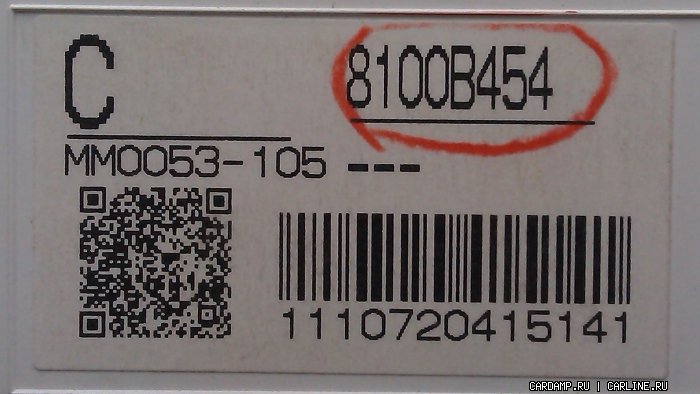 C 8100B454
MM0053-105 ---
1110720415141
CARDAMP.RU | CARLINE.RU